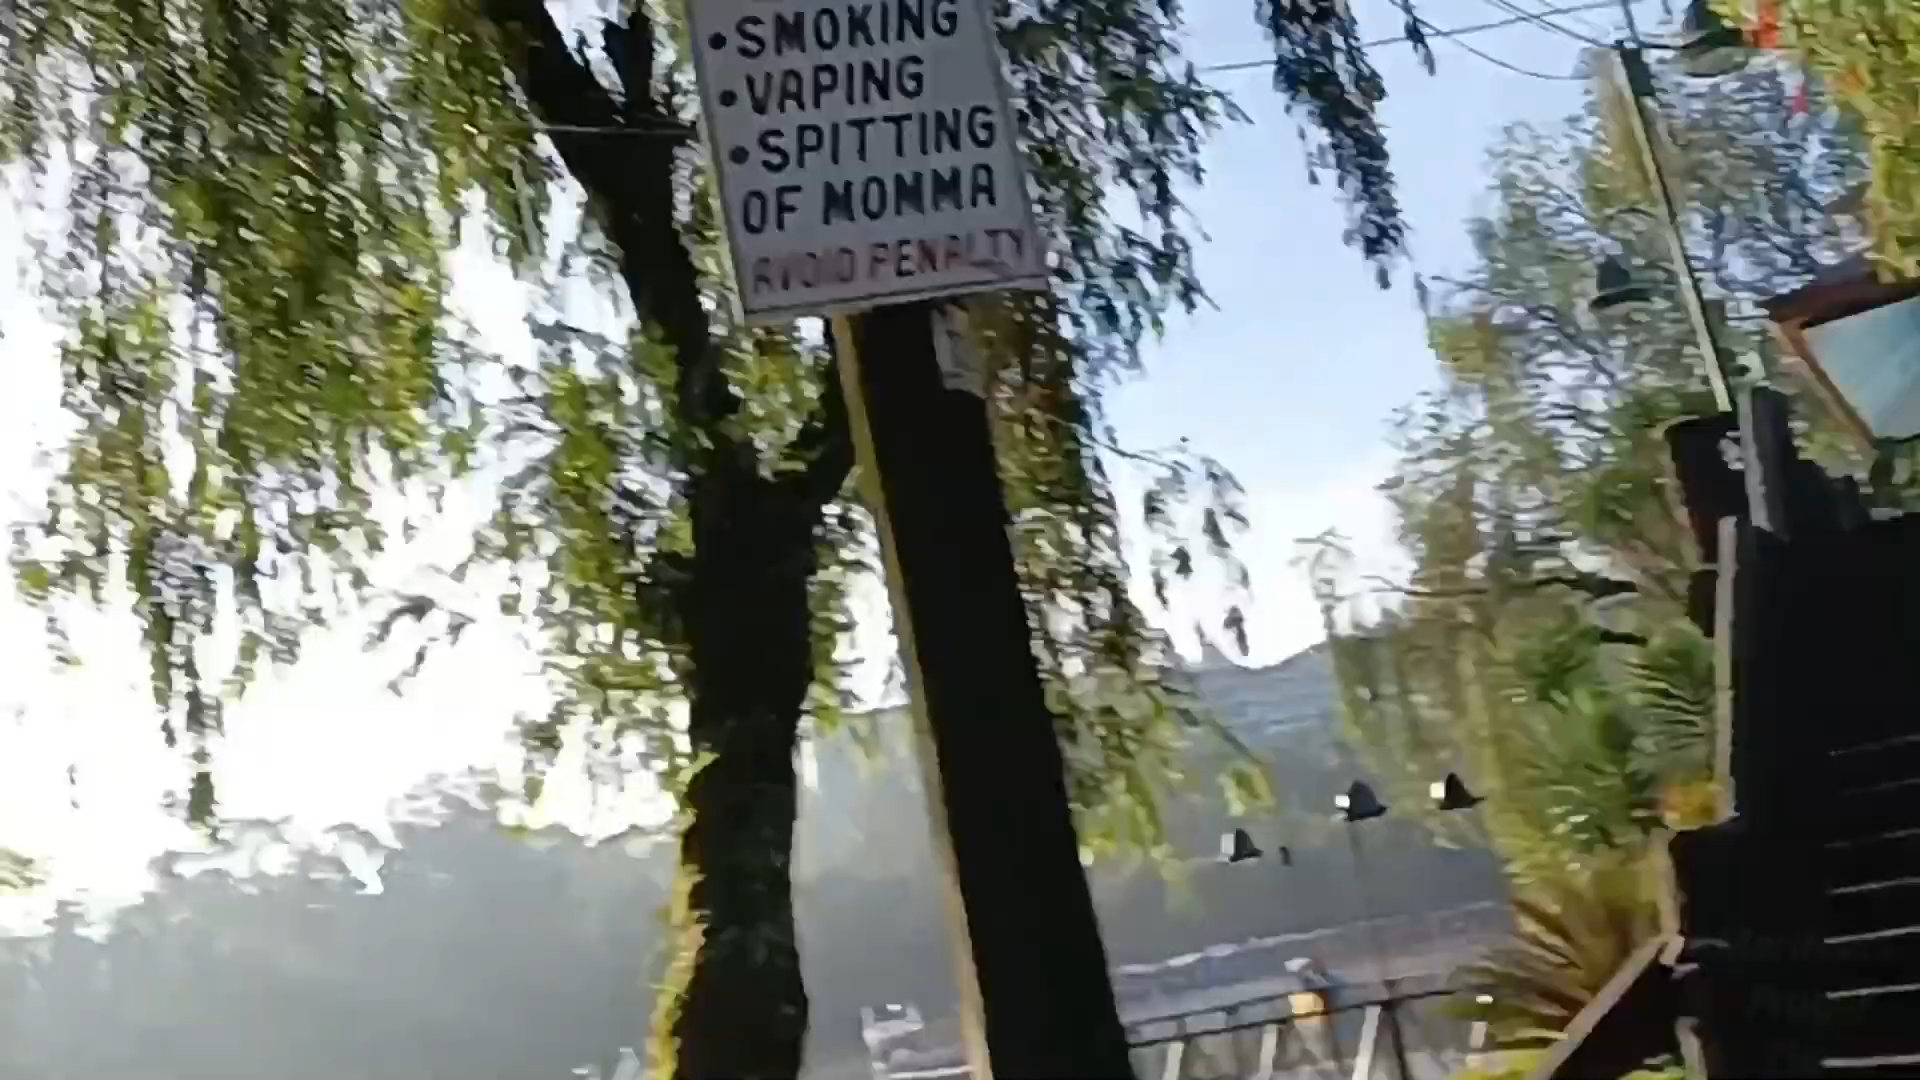 • SMOKING
• VAPING
• SPITTING
OF MOMMA
AVOID PENALTY